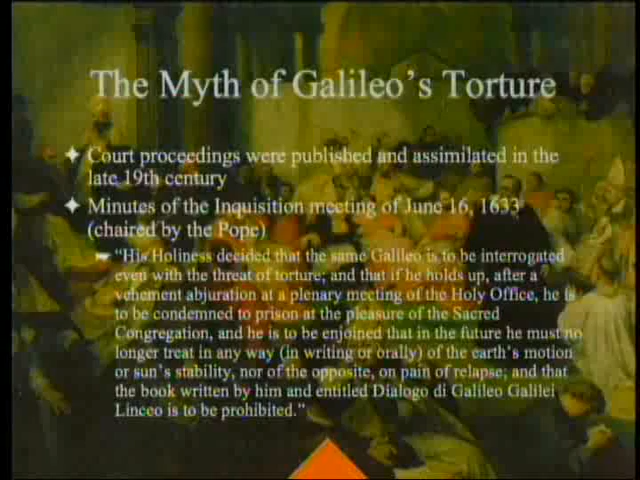 The Myth of Galileo's Torture
Court proceedings were published and assimilated in the
late 19th century
Minutes of the Inquisition meeting of June 16, 1633
(chaired by the Pope)
"His Holiness decided that the same Galileo is to be interrogated
even with the threat of torture; and that if he holds up, after a
vehement abjuration at a plenary meeting of the Holy Office, he is
to be condemned to prison at the pleasure of the Sacred
Congregation, and he is to be enjoined that in the future he must no
longer treat in any way (in writing or orally) of the earth's motion
or sun's stability, nor of the opposite, on pain of relapse; and that
the book written by him and entitled Dialogo di Galileo Galilei
Linceo is to be prohibited."